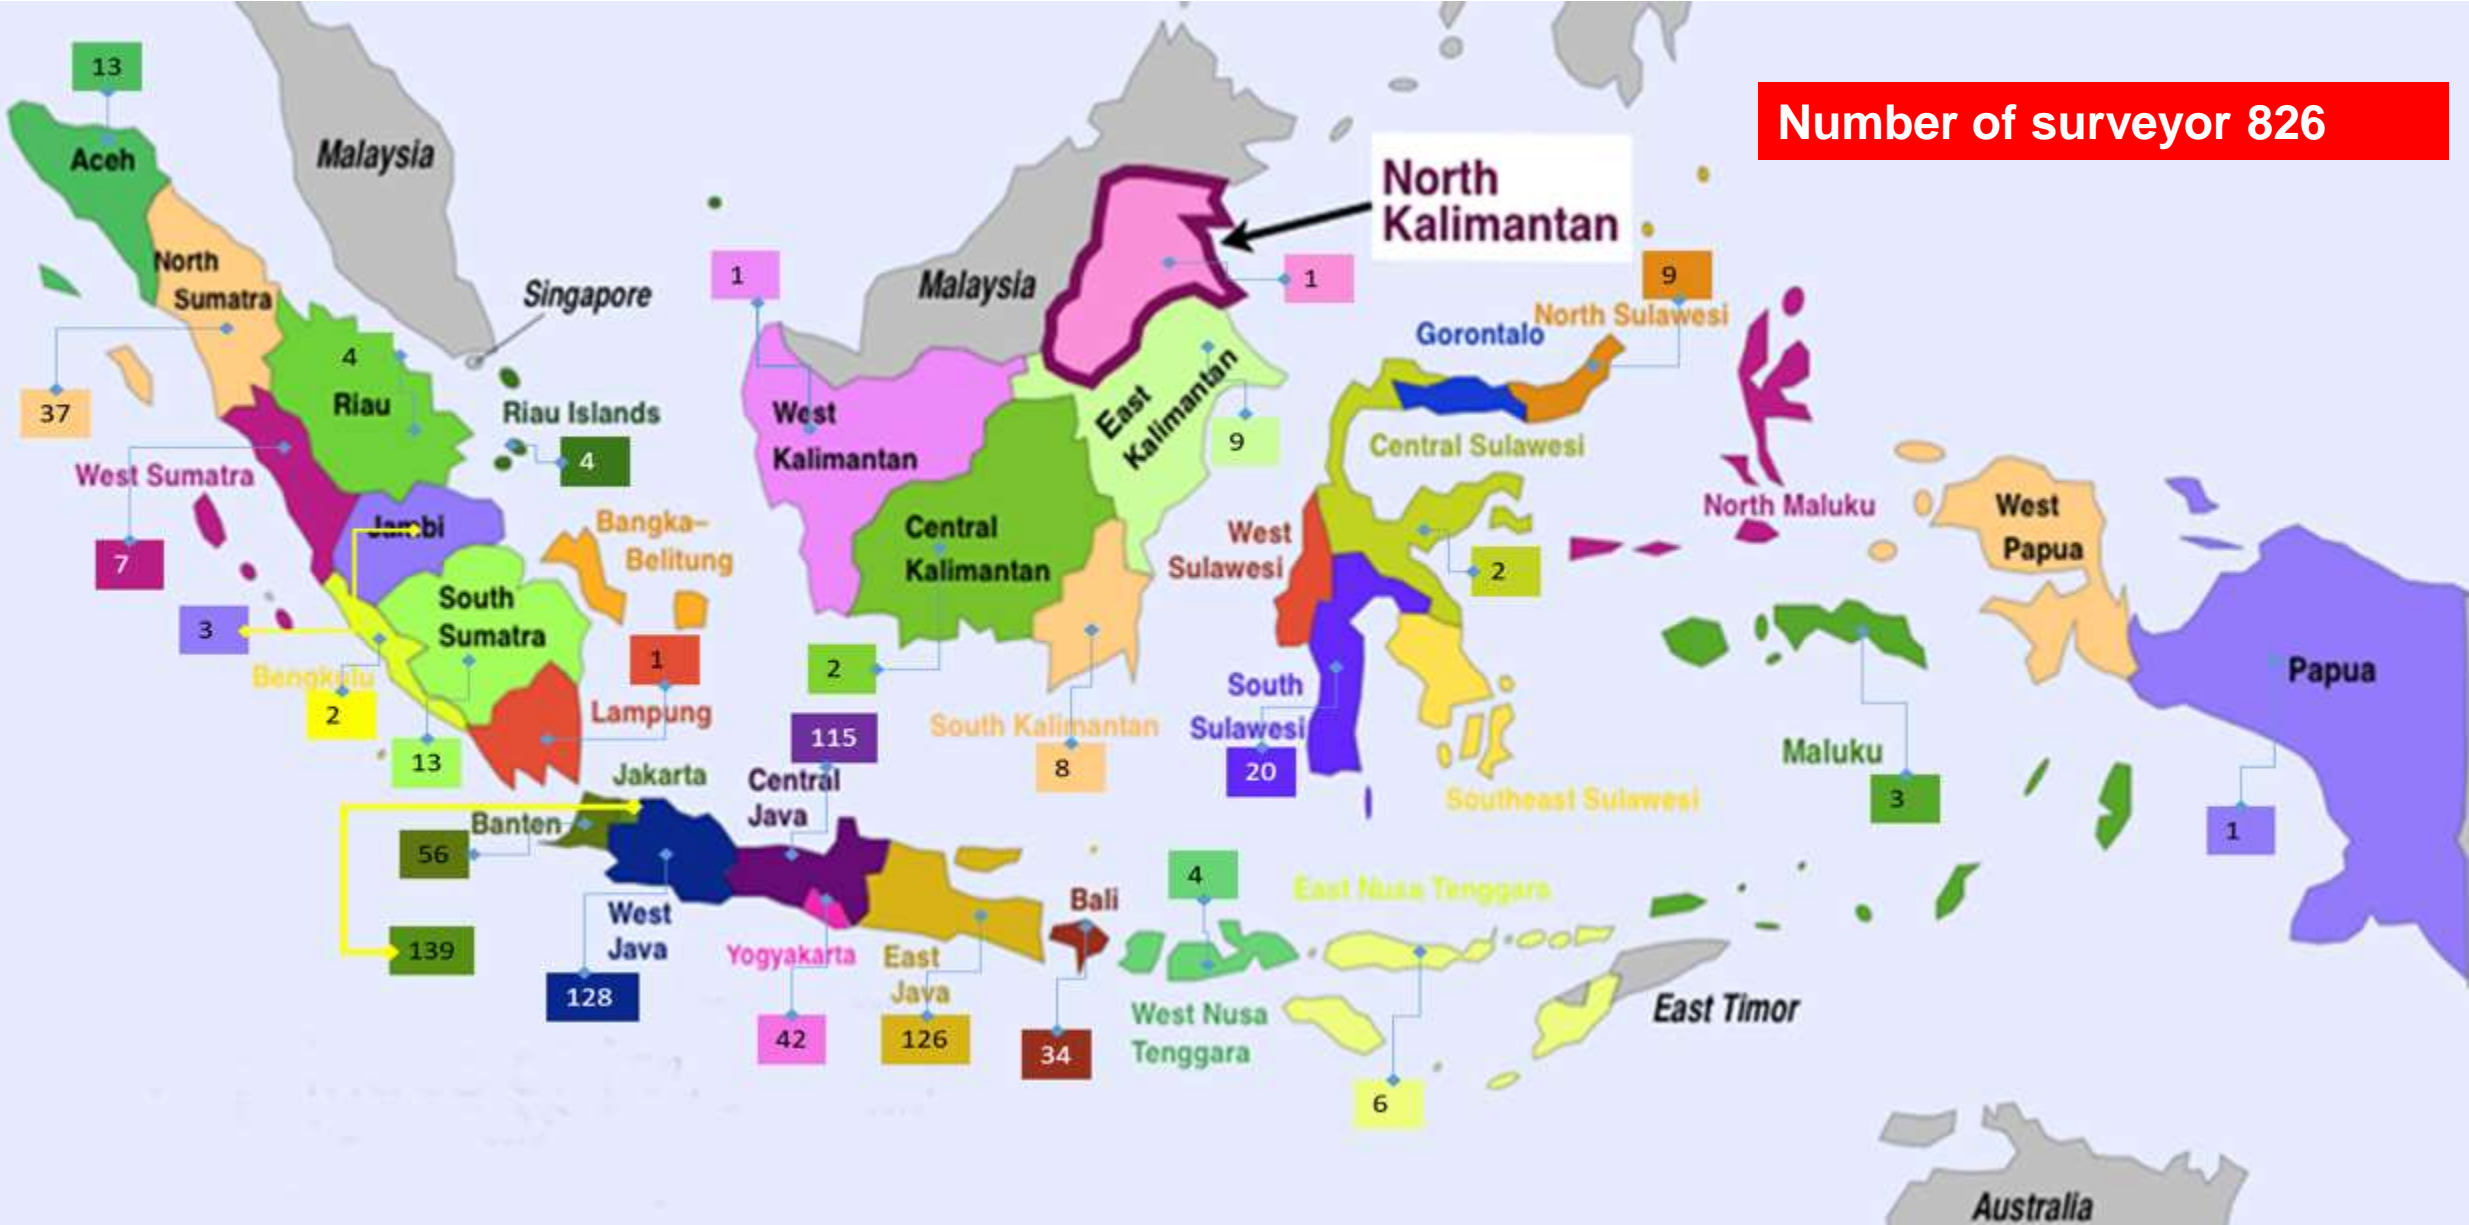 Number of surveyor 826
13
Aceh
Malaysia
North
Sumatra
37
Singapore
4
Riau
Riau Islands
4
West Sumatra
7
Jambi
3
Bangka–
Belitung
South
Sumatra
Bengkulu
2
13
1
Lampung
Jakarta
Banten
56
139
115
Central
Java
West
Java
128
Yogyakarta
42
East
Java
126
Bali
34
1
Malaysia
North
Kalimantan
1
West
Kalimantan
East
Kalimantan
9
Central
Kalimantan
2
South Kalimantan
8
9
North Sulawesi
Gorontalo
Central Sulawesi
2
West
Sulawesi
South
Sulawesi
20
Southeast Sulawesi
North Maluku
West
Papua
Papua
1
Maluku
3
4
West Nusa
Tenggara
East Nusa Tenggara
6
East Timor
Australia